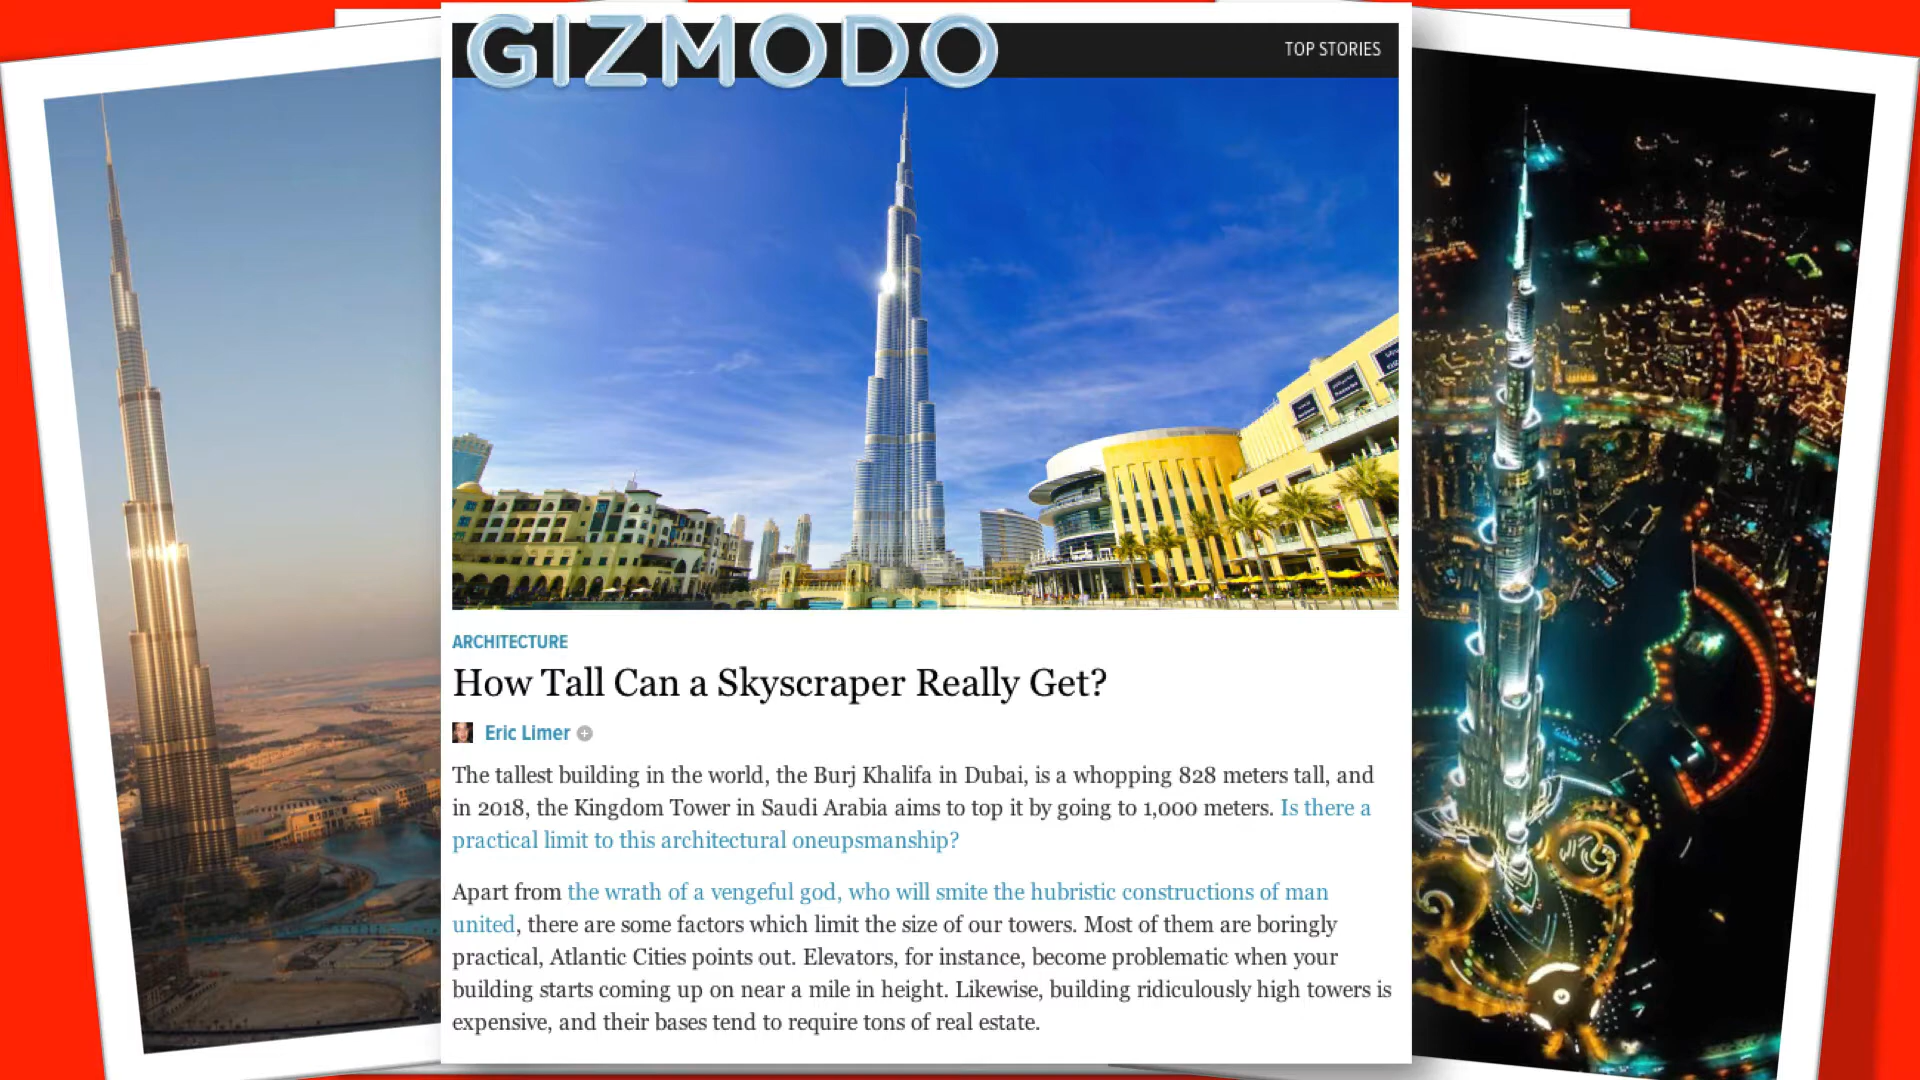 GIZMODO
TOP STORIES
ARCHITECTURE
How Tall Can a Skyscraper Really Get?
Eric Limer
The tallest building in the world, the Burj Khalifa in Dubai, is a whopping 828 meters tall, and
in 2018, the Kingdom Tower in Saudi Arabia aims to top it by going to 1,000 meters. Is there a
practical limit to this architectural oneupsmanship?
Apart from the wrath of a vengeful god, who will smite the hubristic constructions of man
united, there are some factors which limit the size of our towers. Most of them are boringly
practical, Atlantic Cities points out. Elevators, for instance, become problematic when your
building starts coming up on near a mile in height. Likewise, building ridiculously high towers is
expensive, and their bases tend to require tons of real estate.